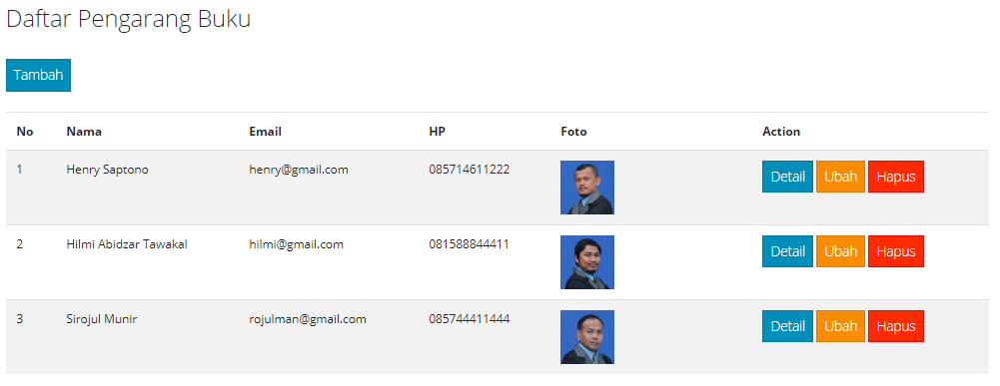 Daftar Pengarang Buku
Tambah
No Nama Email HP Foto Action
1 Henry Saptono henry@gmail.com 085714611222 Detail Ubah Hapus
2 Hilmi Abidzar Tawakal hilmi@gmail.com 081588844411 Detail Ubah Hapus
3 Sirojul Munir rojulman@gmail.com 085744411444 Detail Ubah Hapus